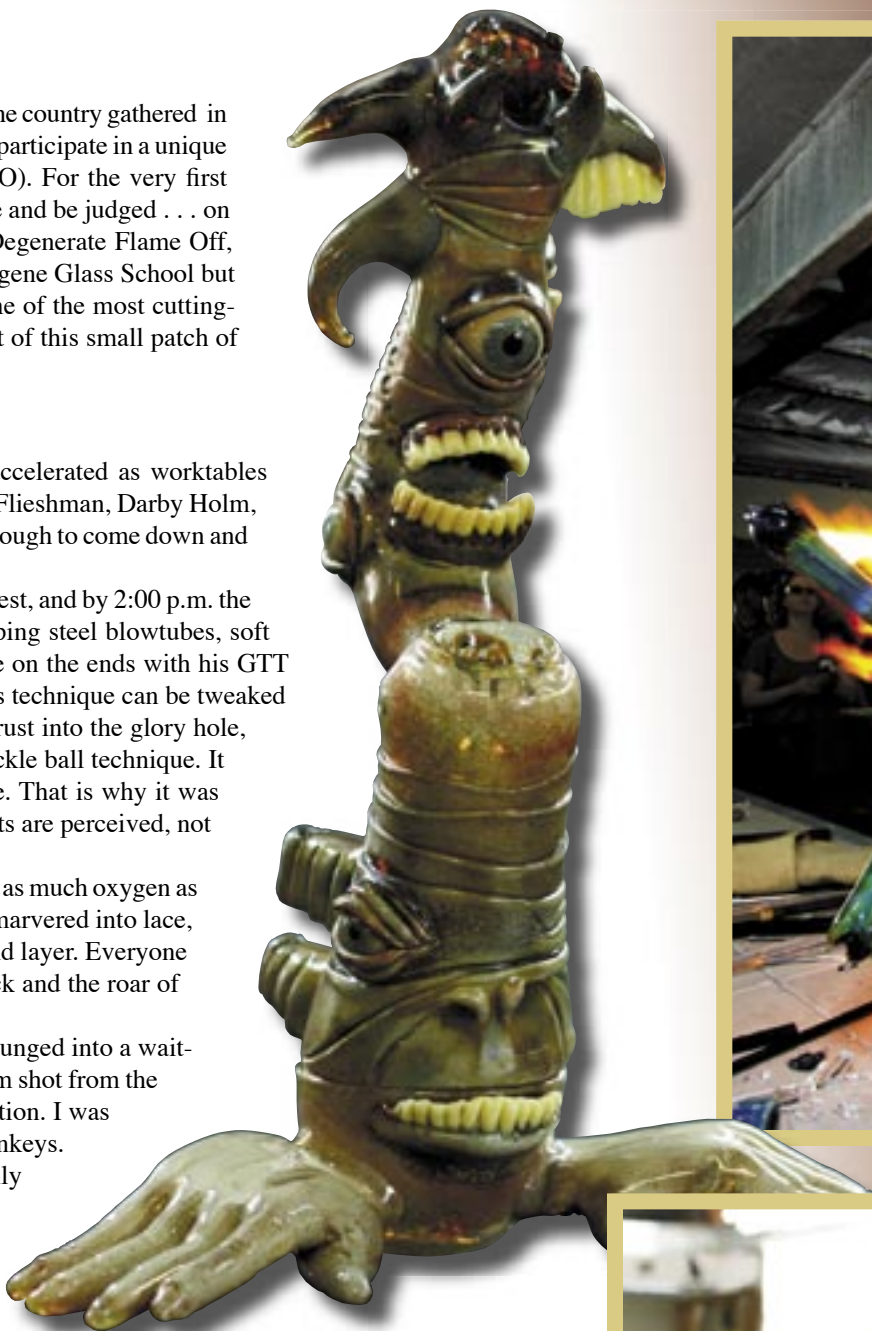 ne country gathered in
participate in a unique
O). For the very first
e and be judged . . . on
Degenerate Flame Off,
gene Glass School but
ne of the most cutting-
t of this small patch of
ccelerated as worktables
Flieshman, Darby Holm,
ough to come down and
est, and by 2:00 p.m. the
ping steel blowtubes, soft
e on the ends with his GTT
s technique can be tweaked
rust into the glory hole,
ckle ball technique. It
e. That is why it was
ts are perceived, not
as much oxygen as
marvered into lace,
d layer. Everyone
ck and the roar of
unged into a wait-
m shot from the
tion. I was
nkeys.
ly